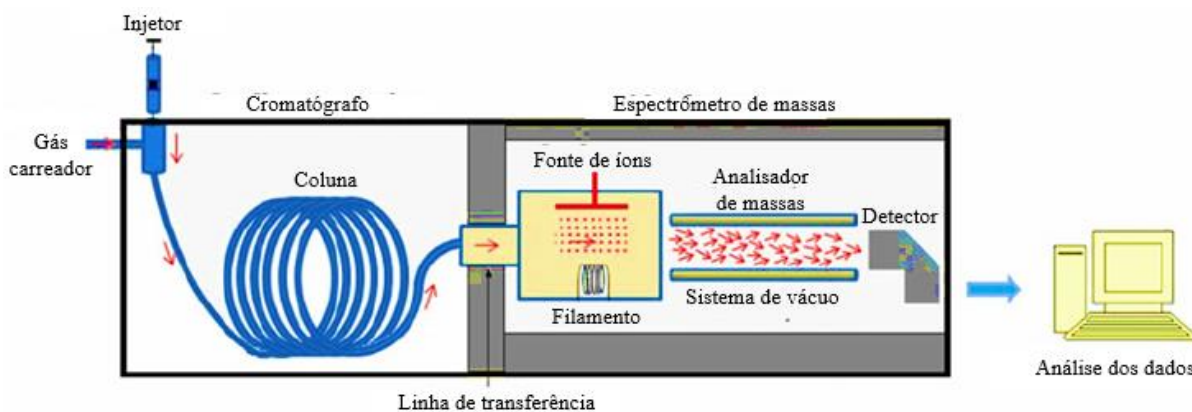 Injetor
Cromatógrafo
Espectrômetro de massas
Gás
carreador
Coluna
Fonte de íons
Analisador
de massas
Detector
Filamento
Sistema de vácuo
Linha de transferência
Análise dos dados